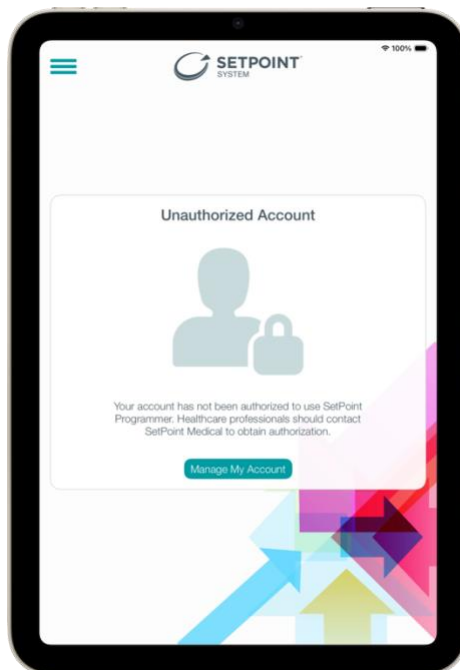 100%
SETPOINT
SYSTEM
Unauthorized Account
Your account has not been authorized to use SetPoint
Programmer. Healthcare professionals should contact
SetPoint Medical to obtain authorization.
Manage My Account